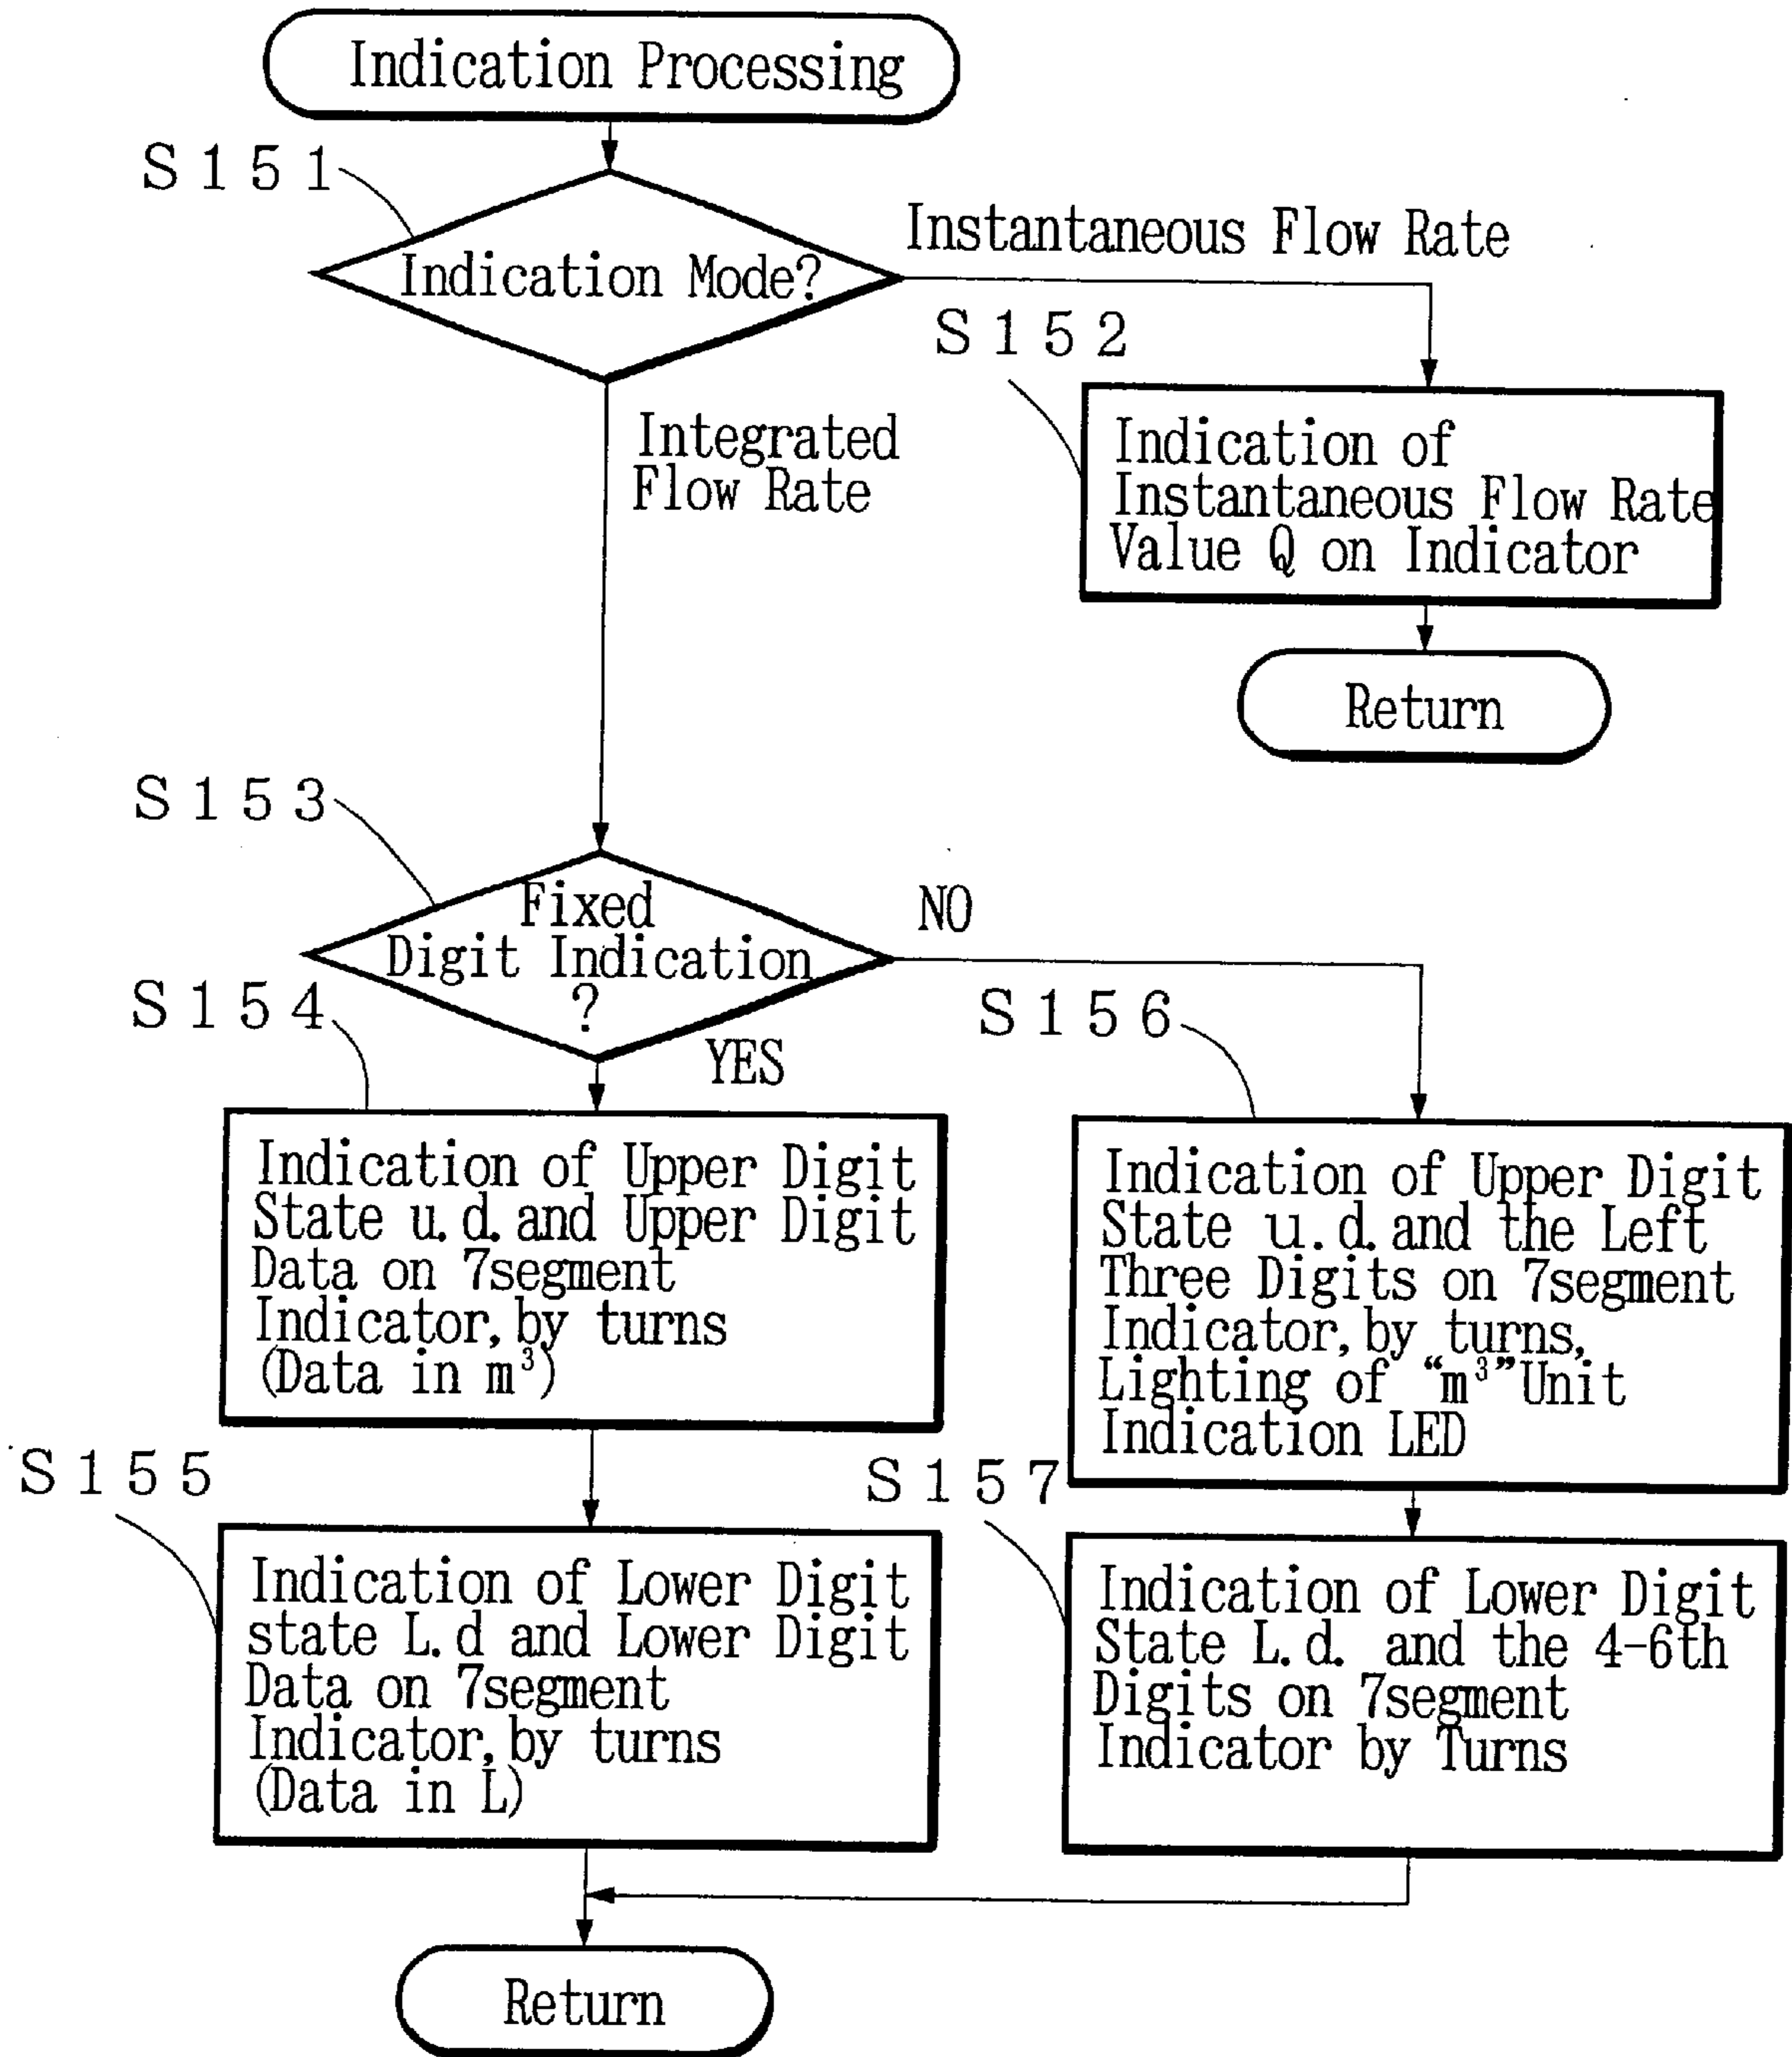 Indication Processing
S151
Indication Mode?
Instantaneous Flow Rate
S152
Indication of
Instantaneous Flow Rate
Value Q on Indicator
Return
Integrated
Flow Rate
S153
Fixed
Digit Indication
?
NO
YES
S154
Indication of Upper Digit
State u.d. and Upper Digit
Data on 7segment
Indicator, by turns
(Data in m³)
S155
Indication of Lower Digit
state L.d and Lower Digit
Data on 7segment
Indicator, by turns
(Data in L)
S156
Indication of Upper Digit
State u.d. and the Left
Three Digits on 7segment
Indicator, by turns,
Lighting of “m³” Unit
Indication LED
S157
Indication of Lower Digit
State L.d. and the 4-6th
Digits on 7segment
Indicator by Turns
Return